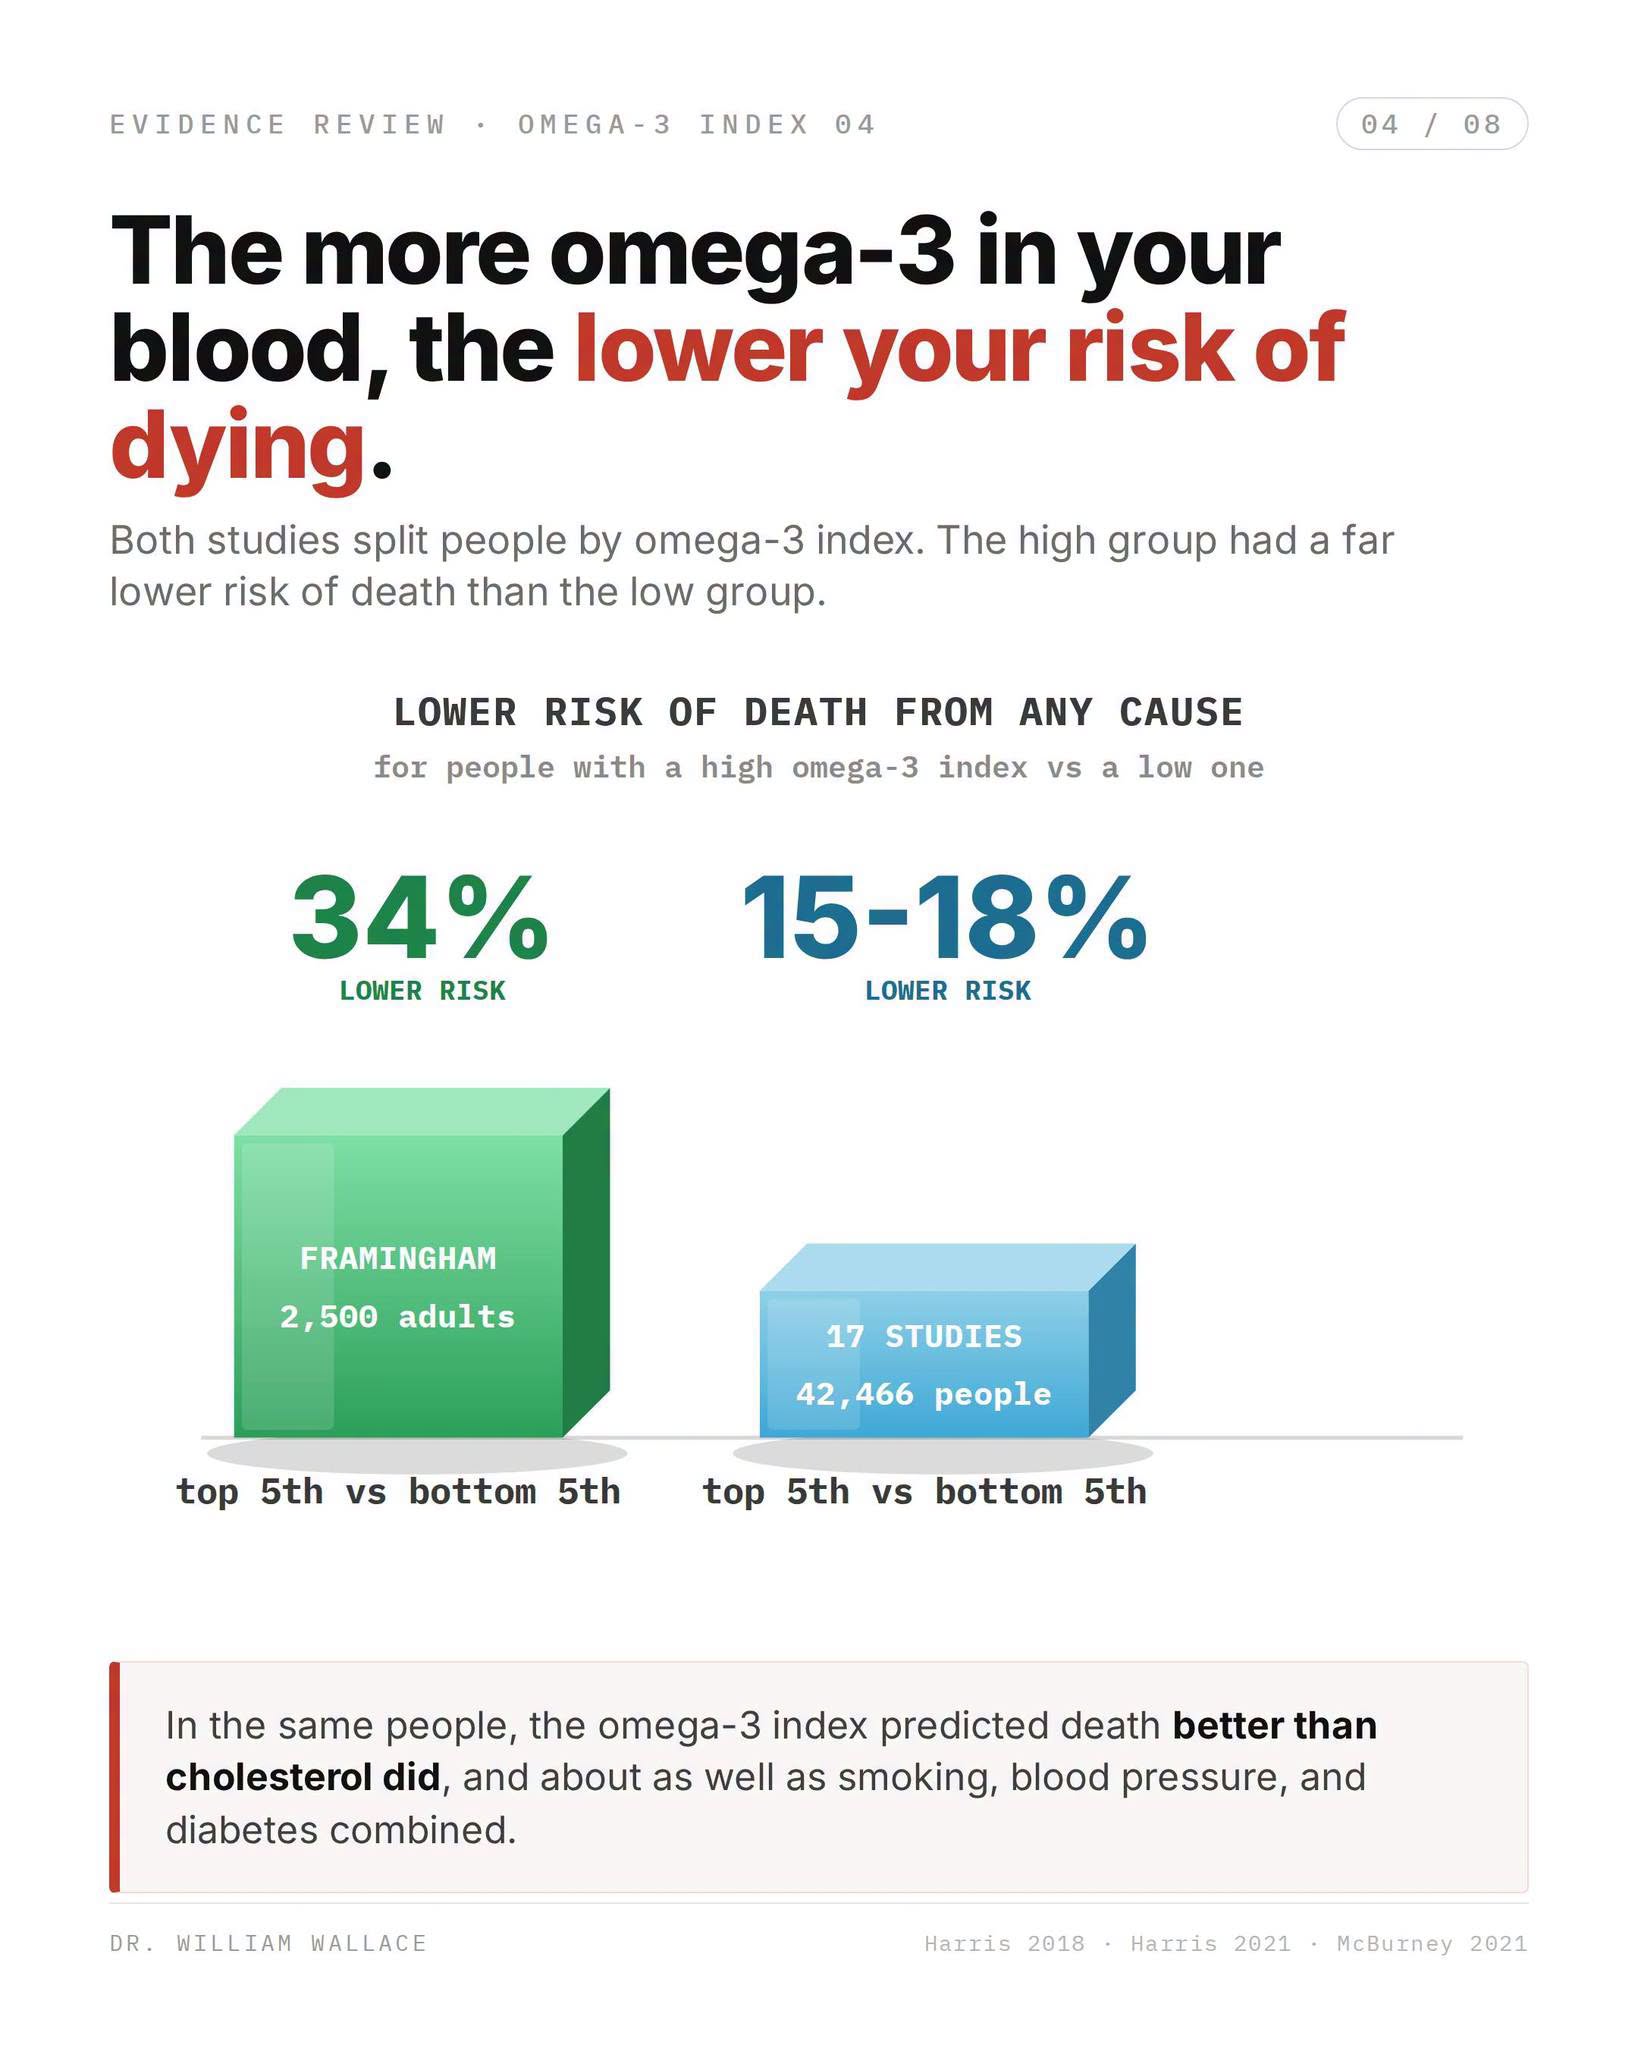 EVIDENCE REVIEW · OMEGA-3 INDEX 04
04 / 08
The more omega-3 in your
blood, the lower your risk of
dying.
Both studies split people by omega-3 index. The high group had a far
lower risk of death than the low group.
LOWER RISK OF DEATH FROM ANY CAUSE
for people with a high omega-3 index vs a low one
34%
LOWER RISK
15-18%
LOWER RISK
FRAMINGHAM
2,500 adults
17 STUDIES
42,466 people
top 5th vs bottom 5th
top 5th vs bottom 5th
In the same people, the omega-3 index predicted death better than
cholesterol did, and about as well as smoking, blood pressure, and
diabetes combined.
DR. WILLIAM WALLACE
Harris 2018 · Harris 2021 · McBurney 2021